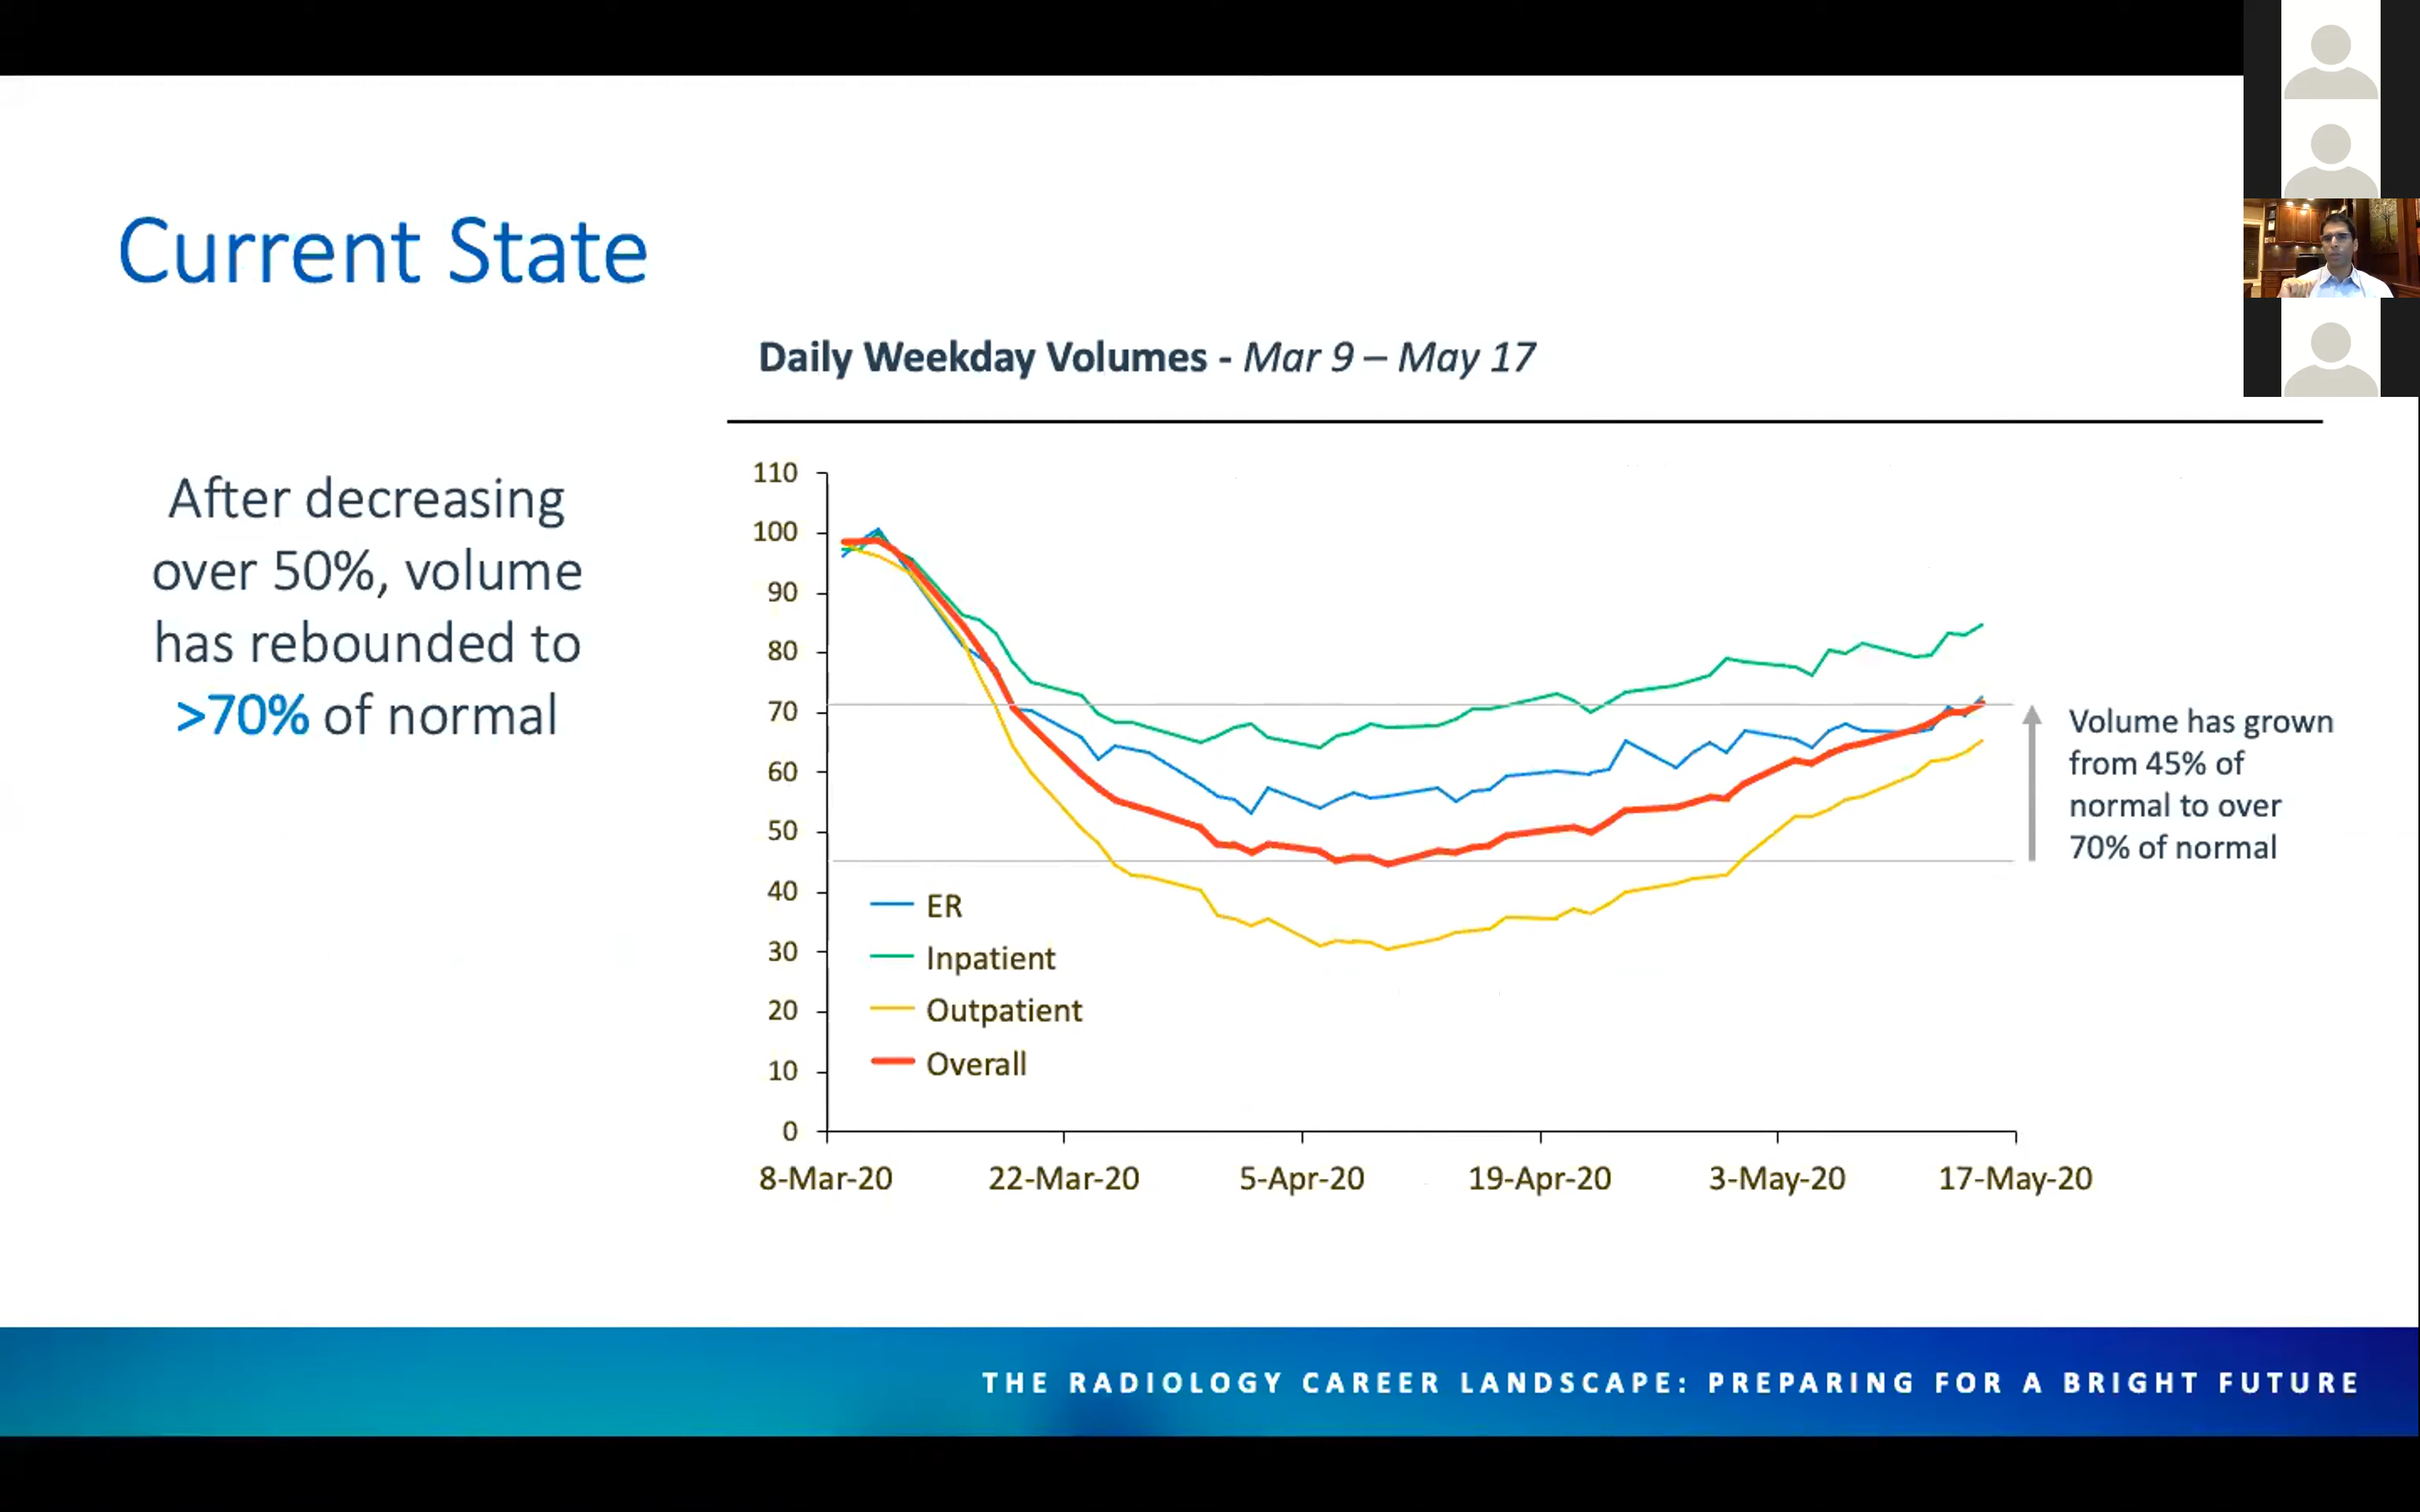 Current State
Daily Weekday Volumes - Mar 9 – May 17
After decreasing
over 50%, volume
has rebounded to
>70% of normal
110
100
90
80
70
60
50
40
30
20
10
0
ER
Inpatient
Outpatient
Overall
8-Mar-20
22-Mar-20
5-Apr-20
19-Apr-20
3-May-20
17-May-20
Volume has grown
from 45% of
normal to over
70% of normal
THE RADIOLOGY CAREER LANDSCAPE: PREPARING FOR A BRIGHT FUTURE